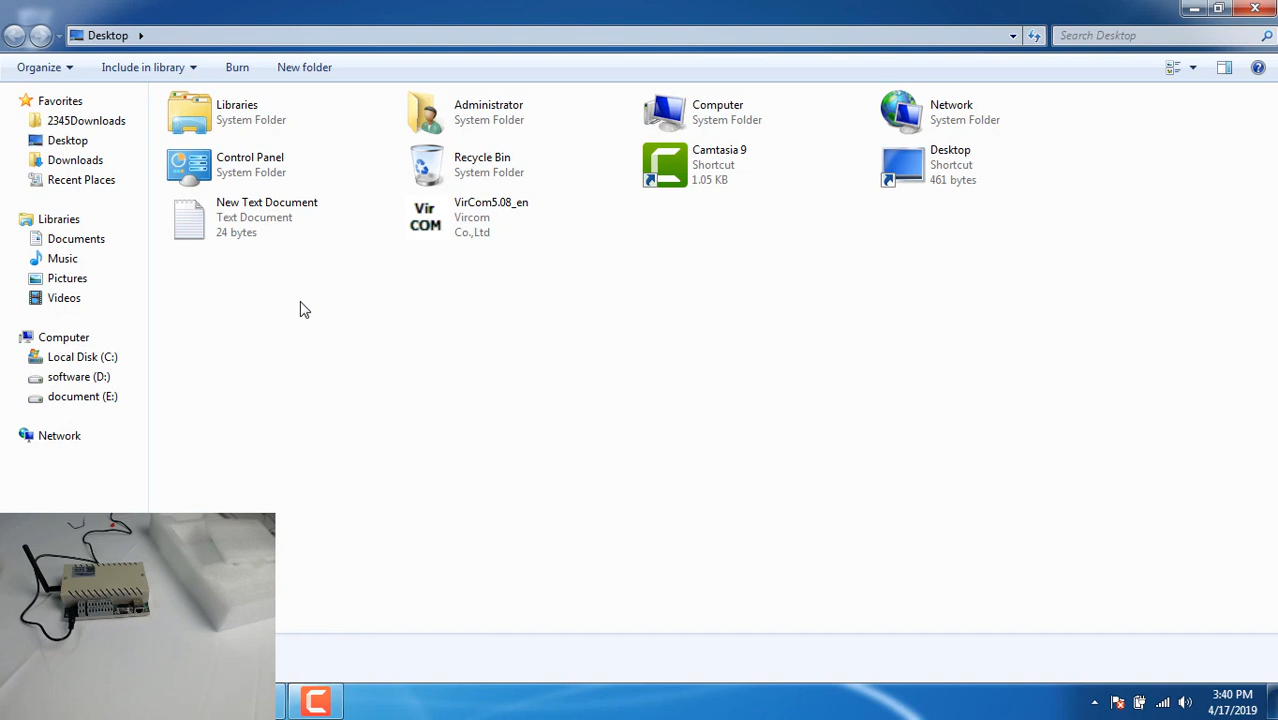 Desktop
Search Desktop
Organize
Include in library
Burn
New folder
Favorites
2345Downloads
Desktop
Downloads
Recent Places
Libraries
Documents
Music
Pictures
Videos
Computer
Local Disk (C:)
software (D:)
document (E:)
Network
Libraries
System Folder
Administrator
System Folder
Computer
System Folder
Network
System Folder
Control Panel
System Folder
Recycle Bin
System Folder
Camtasia 9
Shortcut
1.05 KB
Desktop
Shortcut
461 bytes
New Text Document
Text Document
24 bytes
Vir
COM
VirCom5.08_en
Vircom
Co.,Ltd
3:40 PM
4/17/2019